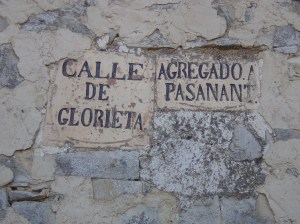 CALLE
DE
GLORIETA
AGREGADO A
PASANANT